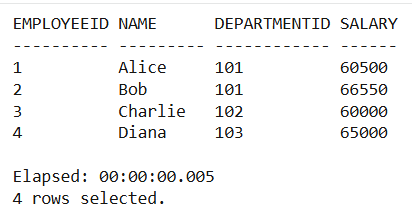 EMPLOYEEID NAME      DEPARTMENTID SALARY
---------- --------- ------------ ------
1          Alice     101          60500
2          Bob       101          66550
3          Charlie   102          60000
4          Diana     103          65000

Elapsed: 00:00:00.005
4 rows selected.